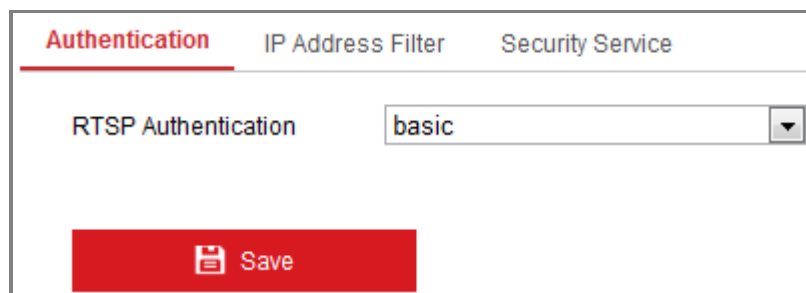 Authentication IP Address Filter Security Service
RTSP Authentication basic
Save